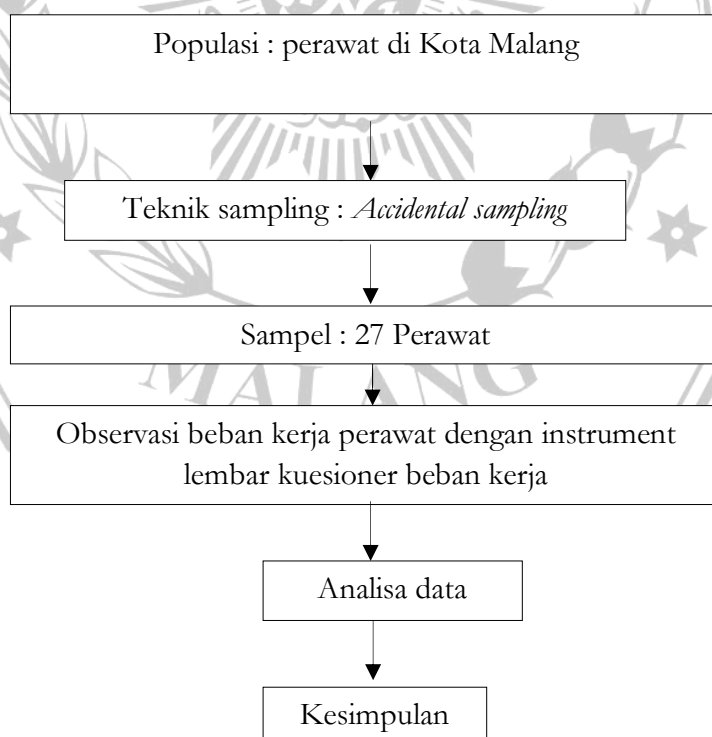 Populasi : perawat di Kota Malang
Teknik sampling : Accidental sampling
Sampel : 27 Perawat
MALANG
Observasi beban kerja perawat dengan instrument
lembar kuesioner beban kerja
Analisa data
Kesimpulan